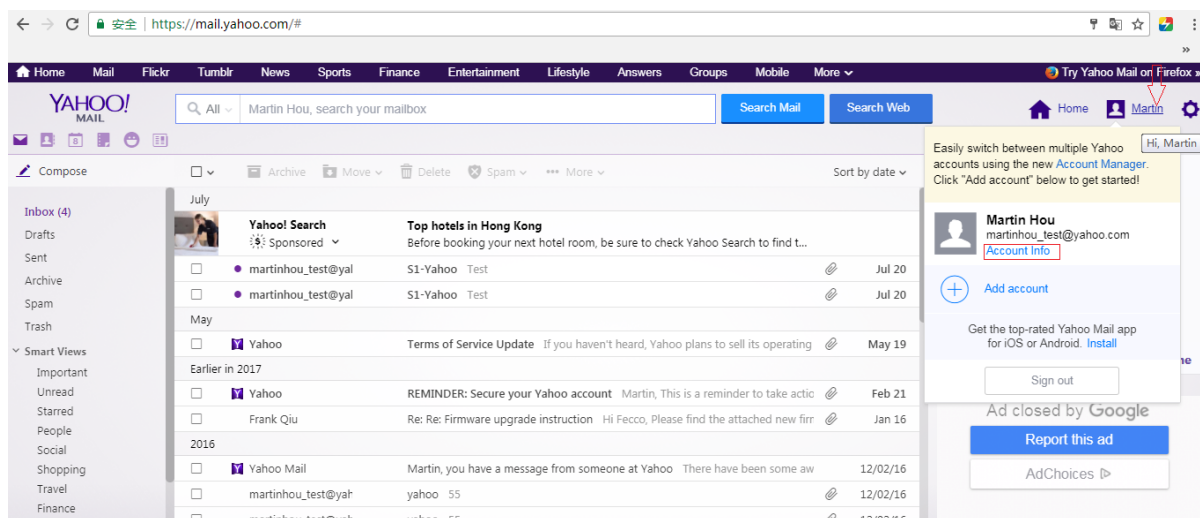 安全 | https://mail.yahoo.com/#
Home Mail Flickr Tumblr News Sports Finance Entertainment Lifestyle Answers Groups Mobile More Try Yahoo Mail on Firefox »
YAHOO!
MAIL
All Martin Hou, search your mailbox Search Mail Search Web Home Martin
Hi, Martin
8
Compose
Archive Move Delete Spam More Sort by date
Inbox (4)
Drafts
Sent
Archive
Spam
Trash
Smart Views
Important
Unread
Starred
People
Social
Shopping
Travel
Finance
July
Yahoo! Search Top hotels in Hong Kong
Sponsored Before booking your next hotel room, be sure to check Yahoo Search to find t...
martinhou_test@yal S1-Yahoo Test Jul 20
martinhou_test@yal S1-Yahoo Test Jul 20
May
Yahoo Terms of Service Update If you haven't heard, Yahoo plans to sell its operating May 19
Earlier in 2017
Yahoo REMINDER: Secure your Yahoo account Martin, This is a reminder to take actic Feb 21
Frank Qiu Re: Re: Firmware upgrade instruction Hi Fecco, Please find the attached new firr Jan 16
2016
Yahoo Mail Martin, you have a message from someone at Yahoo There have been some aw 12/02/16
martinhou_test@yah yahoo 55 12/02/16
Easily switch between multiple Yahoo
accounts using the new Account Manager.
Click "Add account" below to get started!
Martin Hou
martinhou_test@yahoo.com
Account Info
Add account
Get the top-rated Yahoo Mail app
for iOS or Android. Install
Sign out
Ad closed by Google
Report this ad
AdChoices